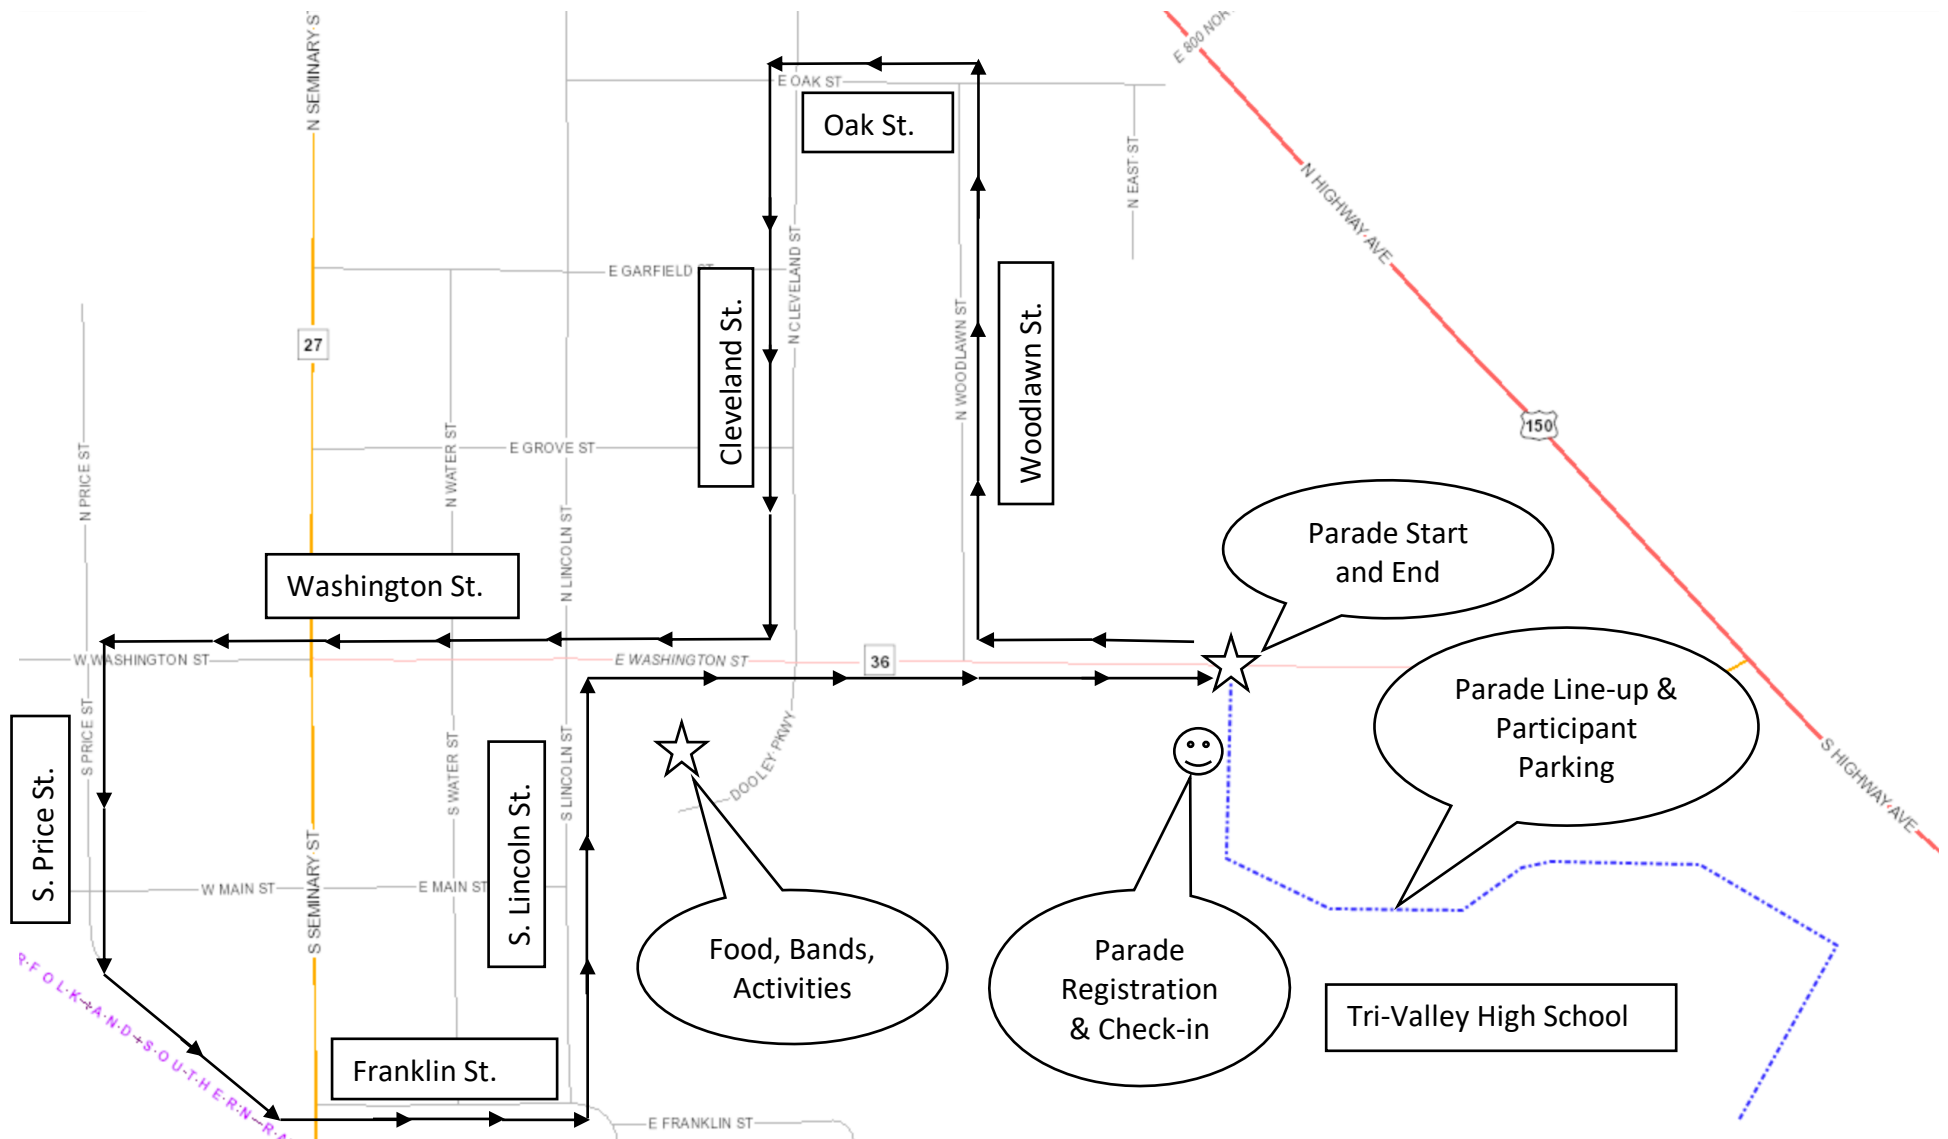 N SEMINARY S
E 800 NOR
E OAK ST
Oak St.
N EAST ST
N HIGHWAY AVE
E GARFIELD ST
N CLEVELAND ST
Cleveland St.
N WOODLAWN ST
Woodlawn St.
27
150
N PRICE ST
N WATER ST
E GROVE ST
N LINCOLN ST
Parade Start
and End
Washington St.
W WASHINGTON ST
E WASHINGTON ST
36
Parade Line-up &
Participant
Parking
S PRICE ST
S. Price St.
S WATER ST
S LINCOLN ST
S. Lincoln St.
DOOLEY PKWY
S HIGHWAY AVE
W MAIN ST
S SEMINARY ST
E MAIN ST
Food, Bands,
Activities
Parade
Registration
& Check-in
Tri-Valley High School
RFOLK AND SOUTHERN RA
Franklin St.
E FRANKLIN ST